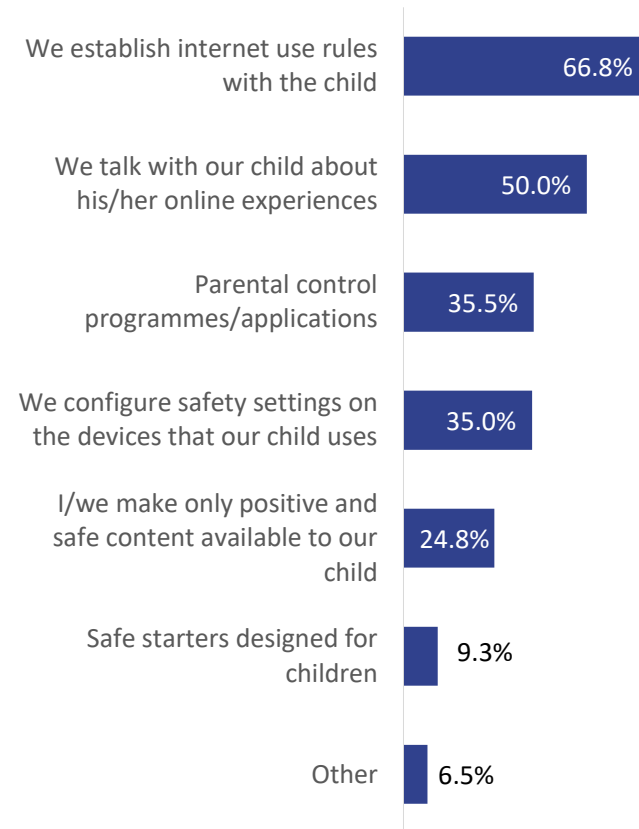 We establish internet use rules
with the child
66.8%
We talk with our child about
his/her online experiences
50.0%
Parental control
programmes/applications
35.5%
We configure safety settings on
the devices that our child uses
35.0%
I/we make only positive and
safe content available to our
child
24.8%
Safe starters designed for
children
9.3%
Other
6.5%